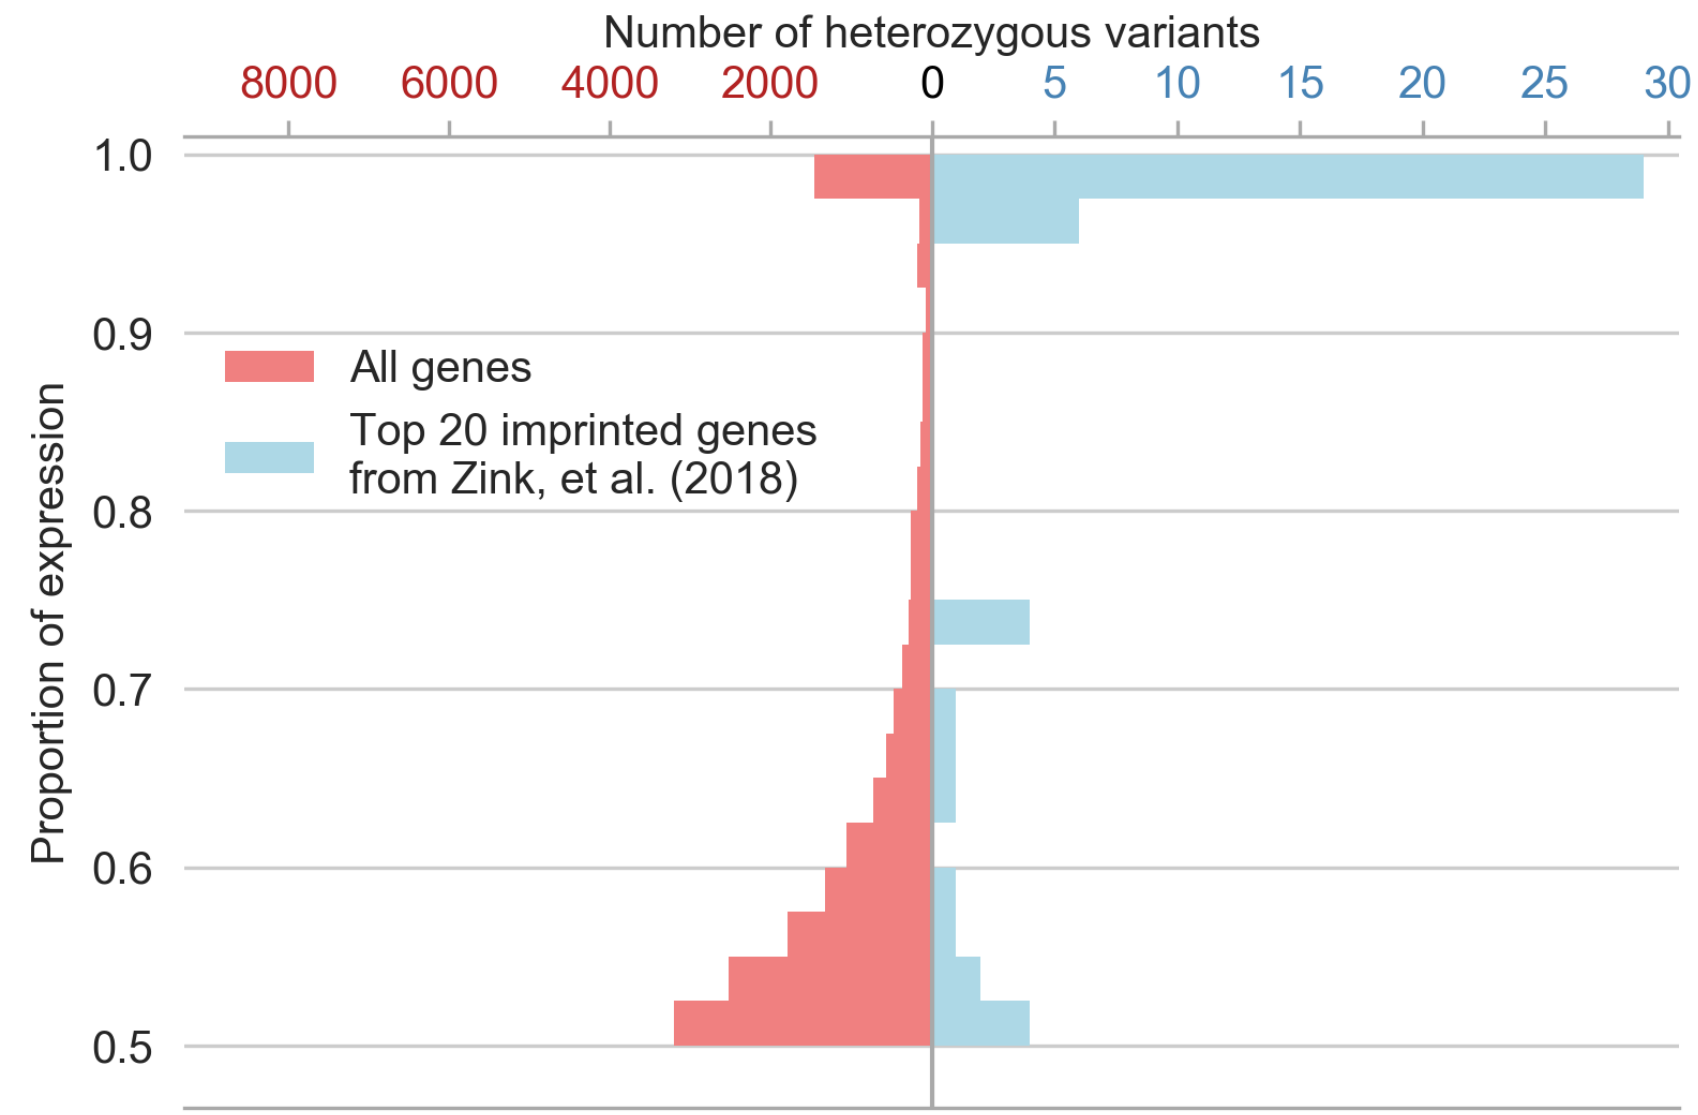 Number of heterozygous variants
8000 6000 4000 2000 0 5 10 15 20 25 30
1.0
0.9
All genes
Top 20 imprinted genes
from Zink, et al. (2018)
0.8
0.7
0.6
0.5
Proportion of expression